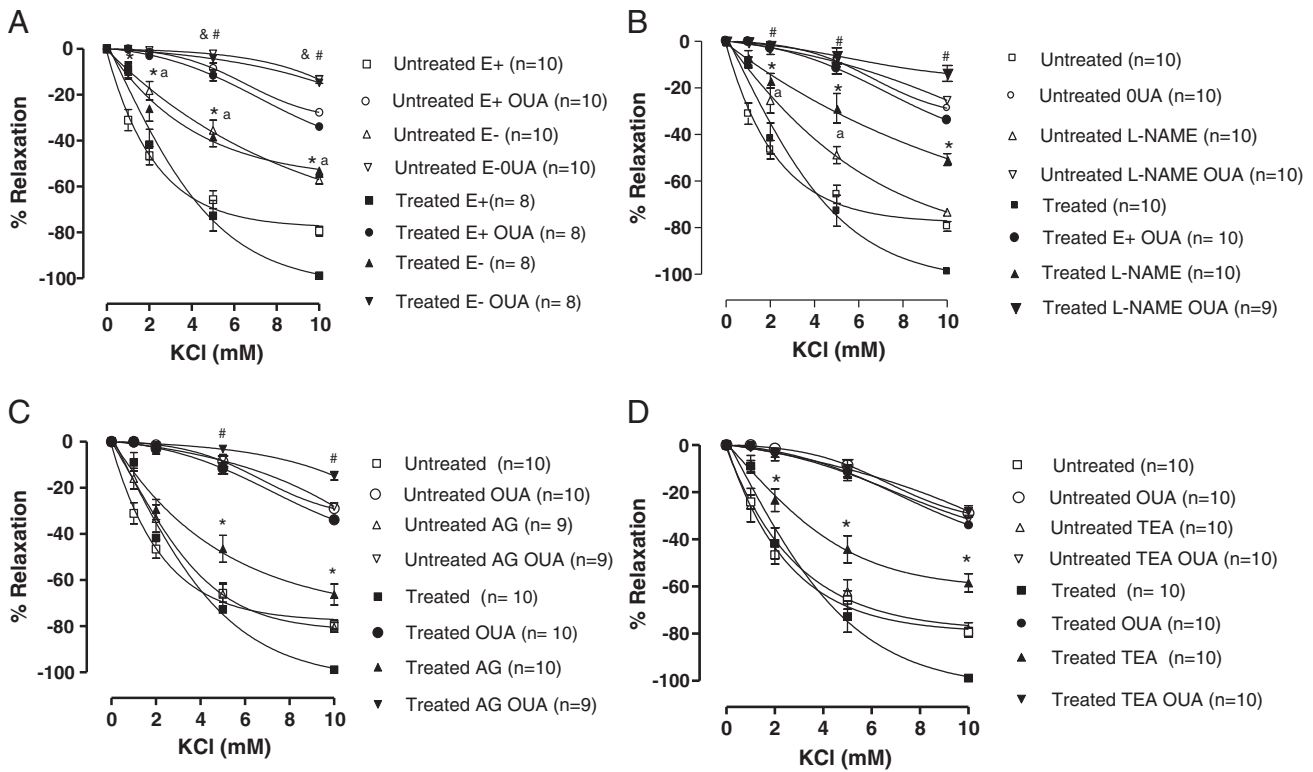 A
& #
& #
0
*
* a
-20
* a
-40
* a
-60
-80
-100
% Relaxation
0 2 4 6 8 10
KCl (mM)
Untreated E+ (n=10)
Untreated E+ OUA (n=10)
Untreated E- (n=10)
Untreated E-0UA (n=10)
Treated E+(n= 8)
Treated E+ OUA (n= 8)
Treated E- (n= 8)
Treated E- OUA (n= 8)
B
# # #
0
*
-20
a
*
-40
a
*
-60
-80
-100
% Relaxation
0 2 4 6 8 10
KCl (mM)
Untreated (n=10)
Untreated 0UA (n=10)
Untreated L-NAME (n=10)
Untreated L-NAME OUA (n=10)
Treated (n=10)
Treated E+ OUA (n= 10)
Treated L-NAME (n=10)
Treated L-NAME OUA (n=9)
C
#
0
#
-20
*
-40
*
-60
-80
-100
% Relaxation
0 2 4 6 8 10
KCl (mM)
Untreated (n=10)
Untreated OUA (n=10)
Untreated AG (n= 9)
Untreated AG OUA (n=9)
Treated (n= 10)
Treated OUA (n= 10)
Treated AG (n=10)
Treated AG OUA (n=9)
D
0
*
-20
*
-40
*
-60
-80
-100
% Relaxation
0 2 4 6 8 10
KCl (mM)
Untreated (n=10)
Untreated OUA (n=10)
Untreated TEA (n=10)
Untreated TEA OUA (n=10)
Treated (n= 10)
Treated OUA (n=10)
Treated TEA (n=10)
Treated TEA OUA (n=10)